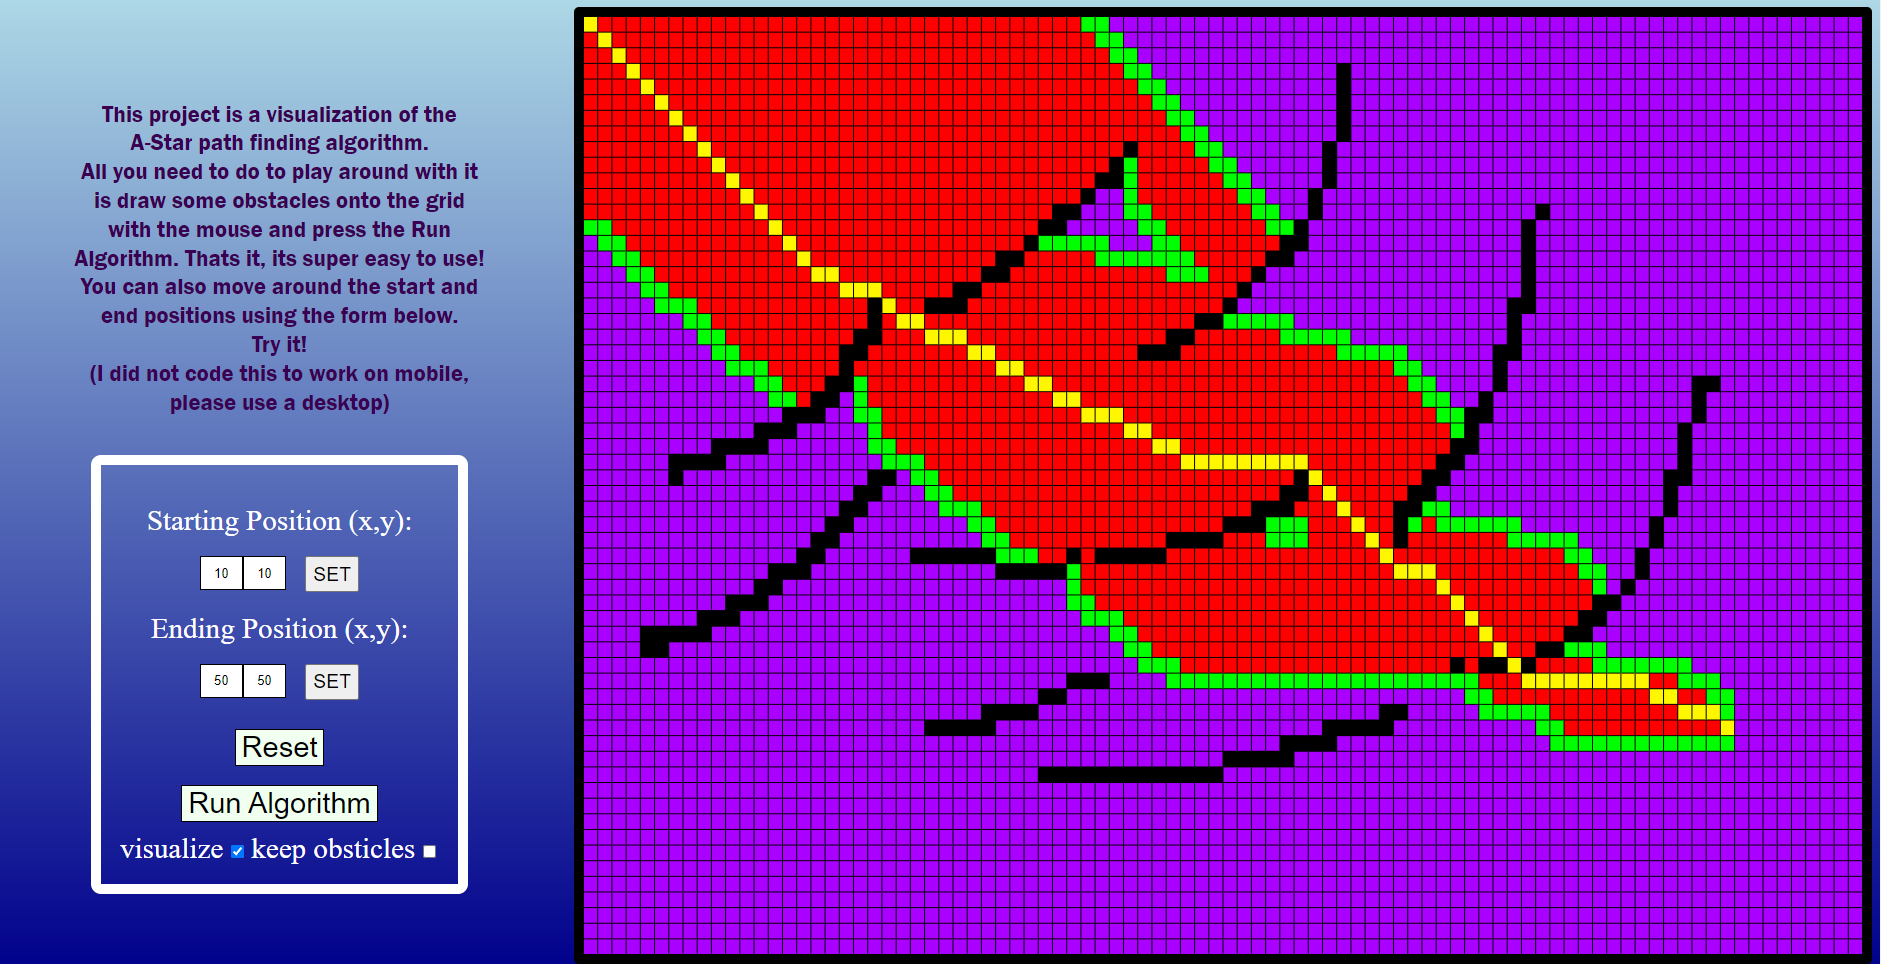 This project is a visualization of the
A-Star path finding algorithm.
All you need to do to play around with it
is draw some obstacles onto the grid
with the mouse and press the Run
Algorithm. Thats it, its super easy to use!
You can also move around the start and
end positions using the form below.
Try it!
(I did not code this to work on mobile,
please use a desktop)
Starting Position (x,y):
10 10 SET
Ending Position (x,y):
50 50 SET
Reset
Run Algorithm
visualize keep obsticles